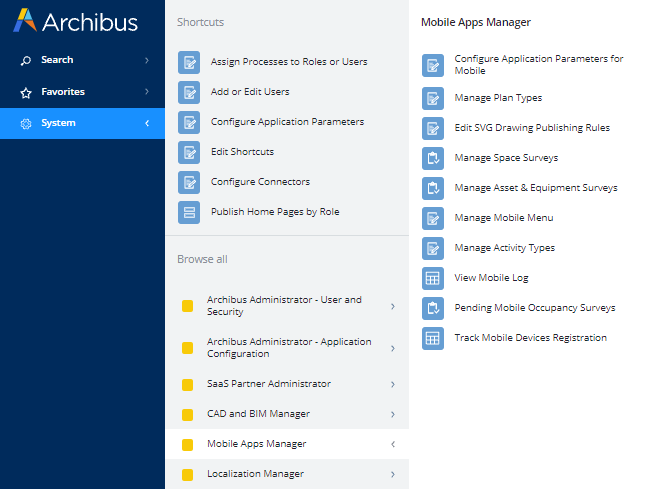 Archibus
Search
Favorites
System
Shortcuts
Assign Processes to Roles or Users
Add or Edit Users
Configure Application Parameters
Edit Shortcuts
Configure Connectors
Publish Home Pages by Role
Browse all
Archibus Administrator - User and
Security
Archibus Administrator - Application
Configuration
SaaS Partner Administrator
CAD and BIM Manager
Mobile Apps Manager
Localization Manager
Mobile Apps Manager
Configure Application Parameters for
Mobile
Manage Plan Types
Edit SVG Drawing Publishing Rules
Manage Space Surveys
Manage Asset & Equipment Surveys
Manage Mobile Menu
Manage Activity Types
View Mobile Log
Pending Mobile Occupancy Surveys
Track Mobile Devices Registration